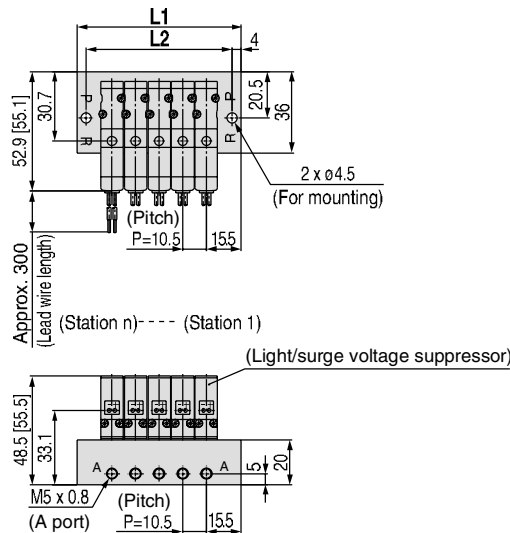 L1
L2
4
P
P
R
R
30.7
52.9 [55.1]
20.5
36
2 x ø4.5
(For mounting)
(Pitch)
P=10.5
15.5
Approx. 300
(Lead wire length)
(Station n)---- (Station 1)
(Light/surge voltage suppressor)
48.5 [55.5]
33.1
A
A
5
20
M5 x 0.8
(A port)
(Pitch)
P=10.5
15.5